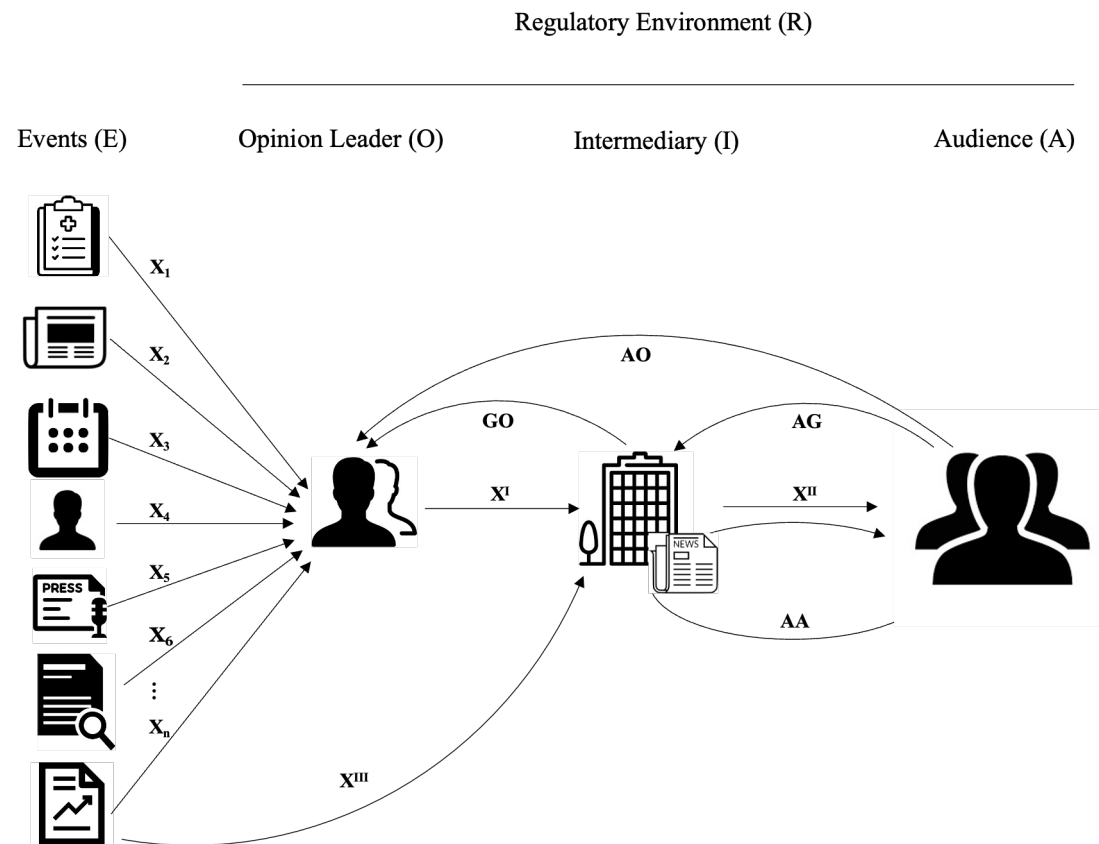 Regulatory Environment (R)
Events (E)
Opinion Leader (O)
Intermediary (I)
Audience (A)
X₁
X₂
AO
X₃
GO
AG
Xᴵ
Xᴵᴵ
X₄
NEWS
X₅
PRESS
AA
X₆
⋮
Xₙ
Xᴵᴵᴵ